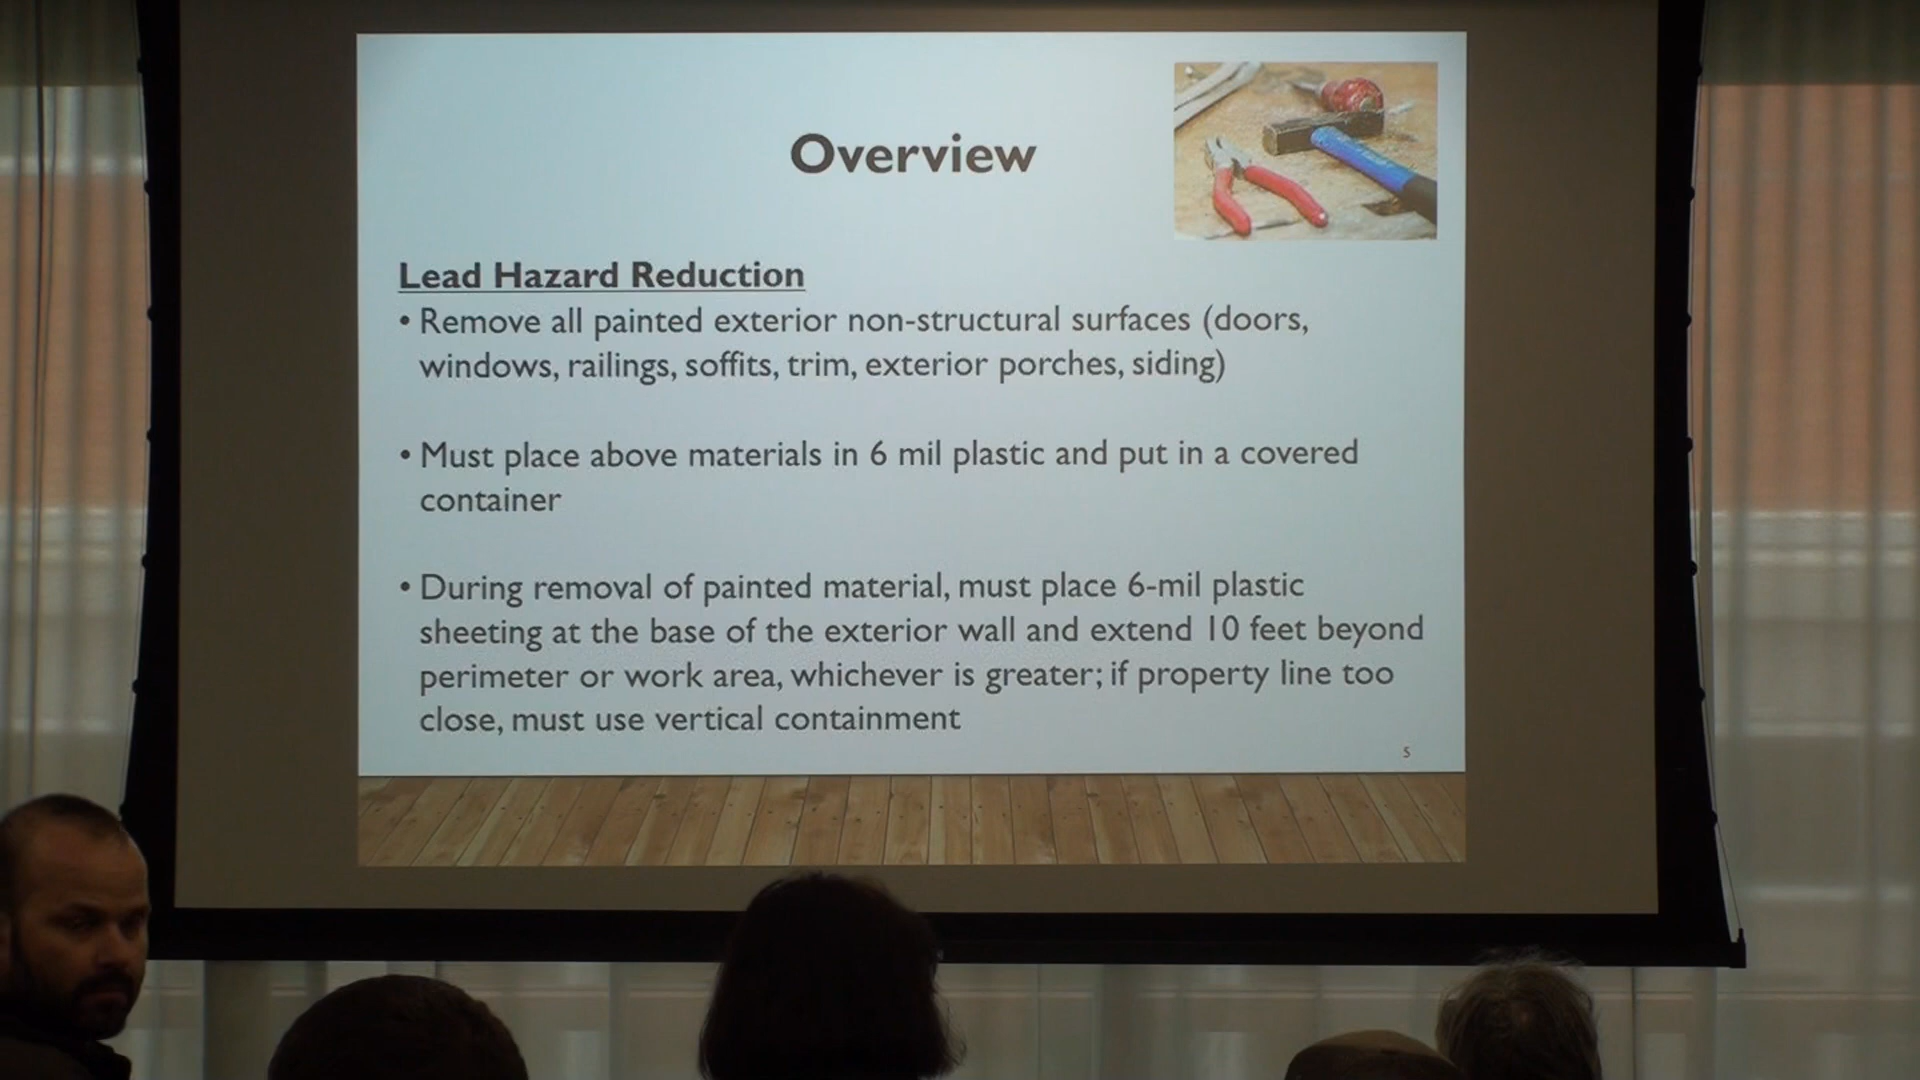 Overview
Lead Hazard Reduction
• Remove all painted exterior non-structural surfaces (doors,
windows, railings, soffits, trim, exterior porches, siding)
• Must place above materials in 6 mil plastic and put in a covered
container
• During removal of painted material, must place 6-mil plastic
sheeting at the base of the exterior wall and extend 10 feet beyond
perimeter or work area, whichever is greater; if property line too
close, must use vertical containment
5